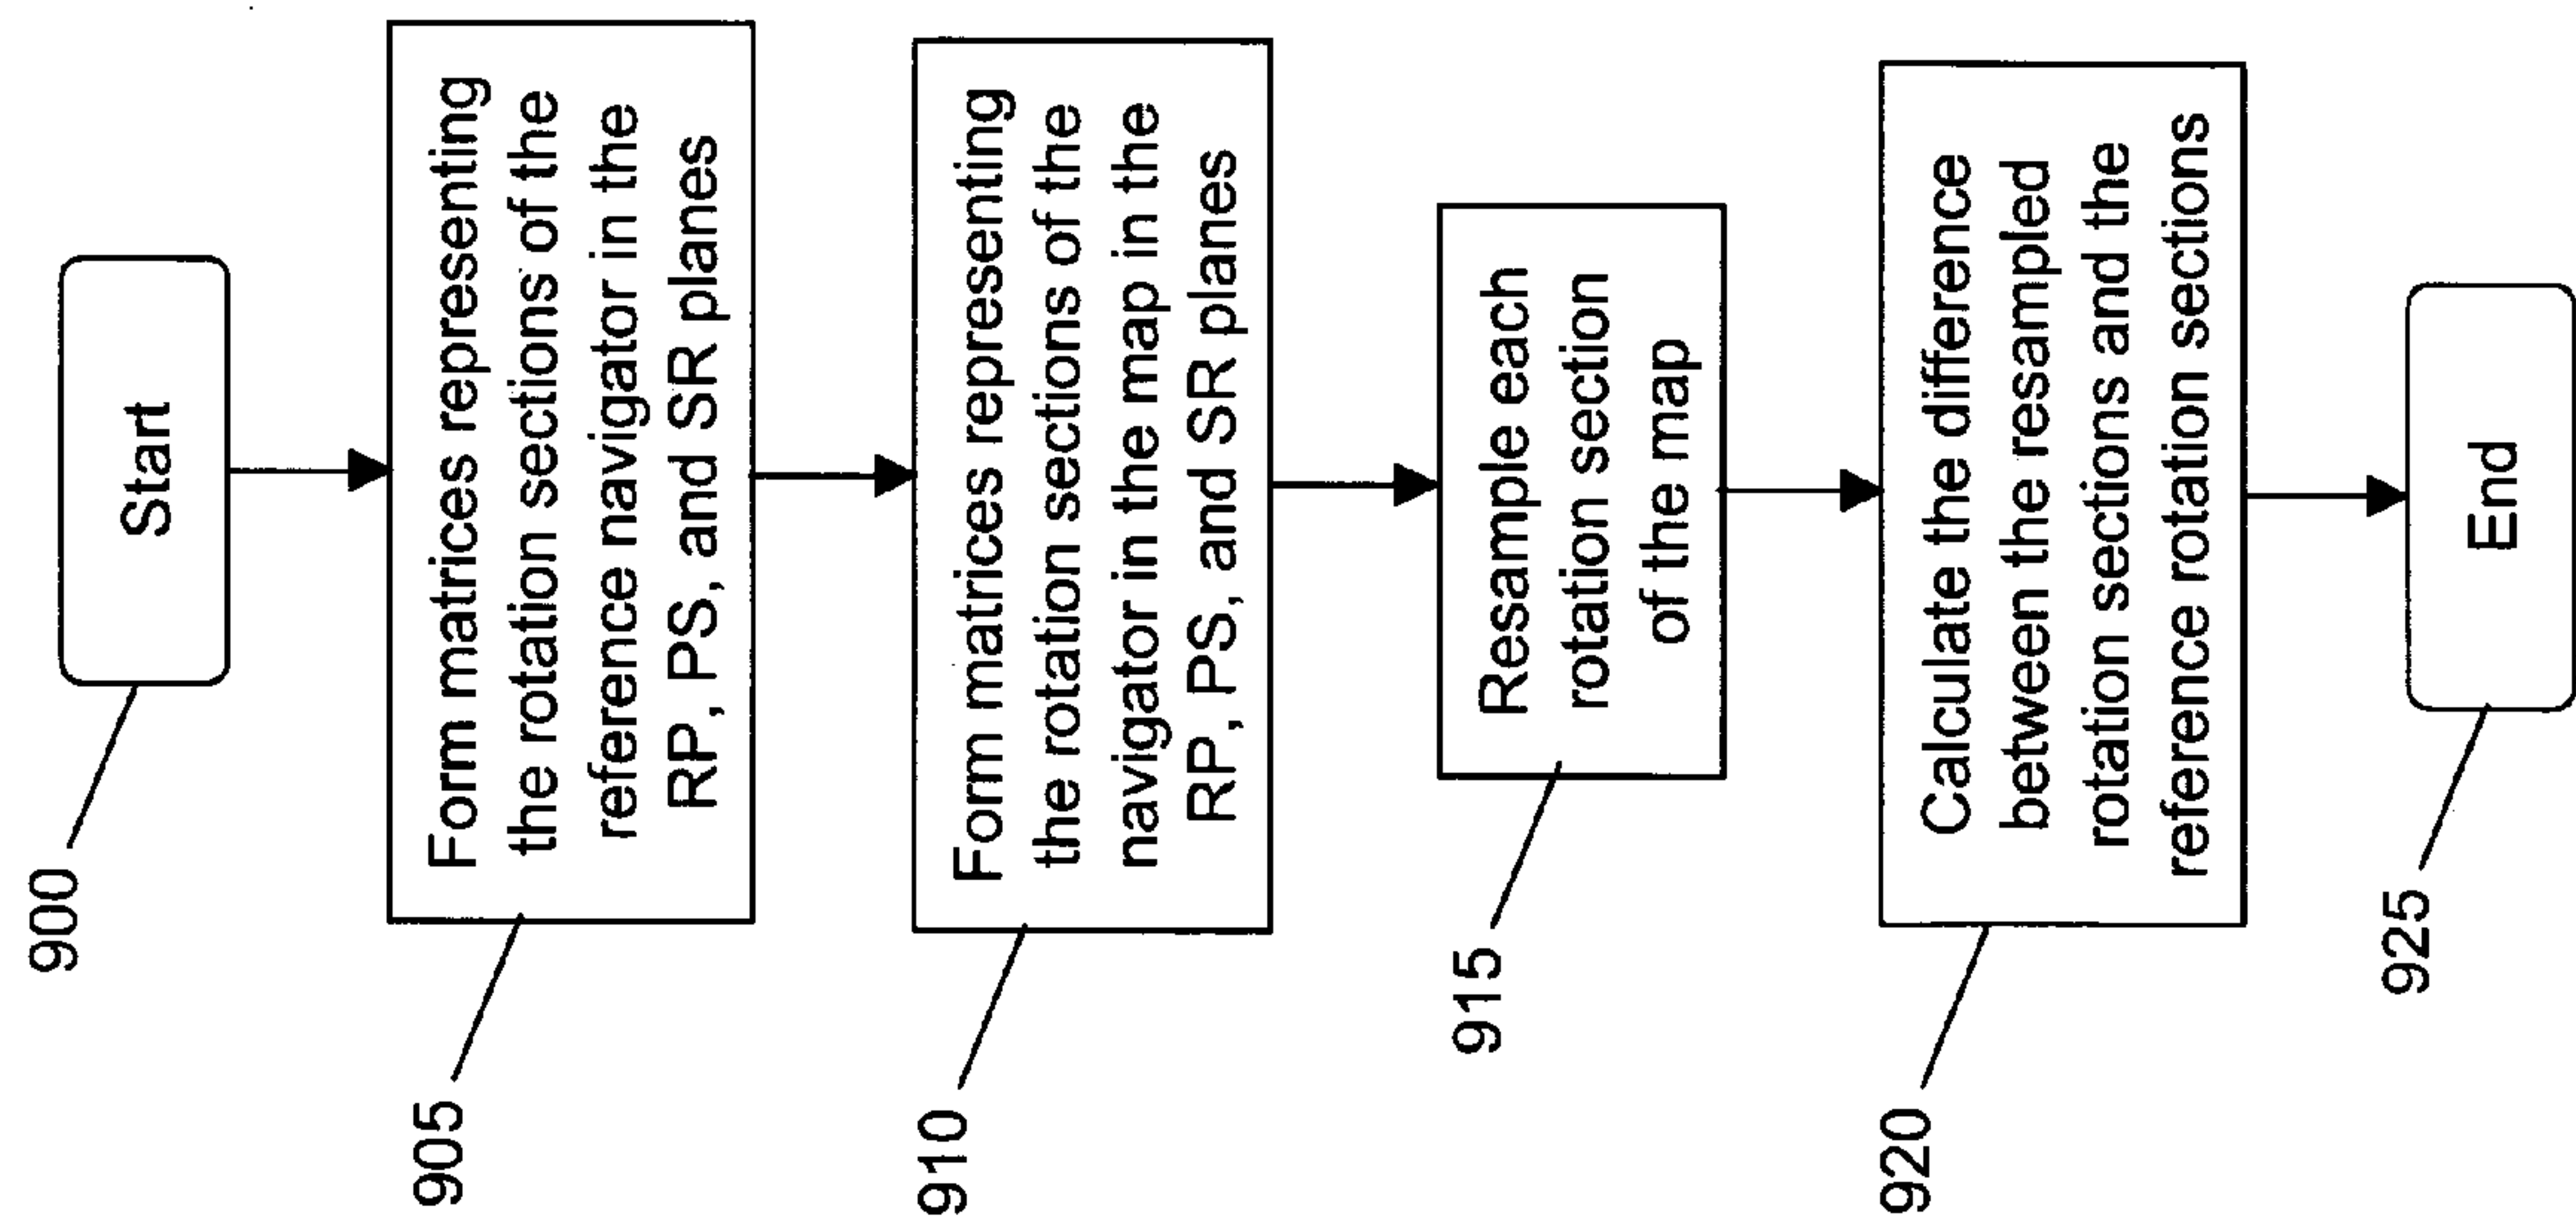 900
Start
905
Form matrices representing
the rotation sections of the
reference navigator in the
RP, PS, and SR planes
910
Form matrices representing
the rotation sections of the
navigator in the map in the
RP, PS, and SR planes
915
Resample each
rotation section
of the map
920
Calculate the difference
between the resampled
rotation sections and the
reference rotation sections
925
End